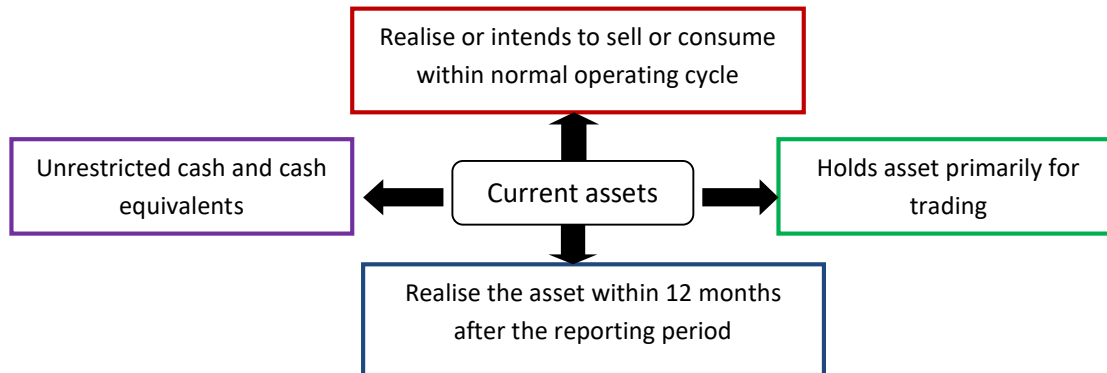 Realise or intends to sell or consume
within normal operating cycle
Unrestricted cash and cash
equivalents
Current assets
Holds asset primarily for
trading
Realise the asset within 12 months
after the reporting period